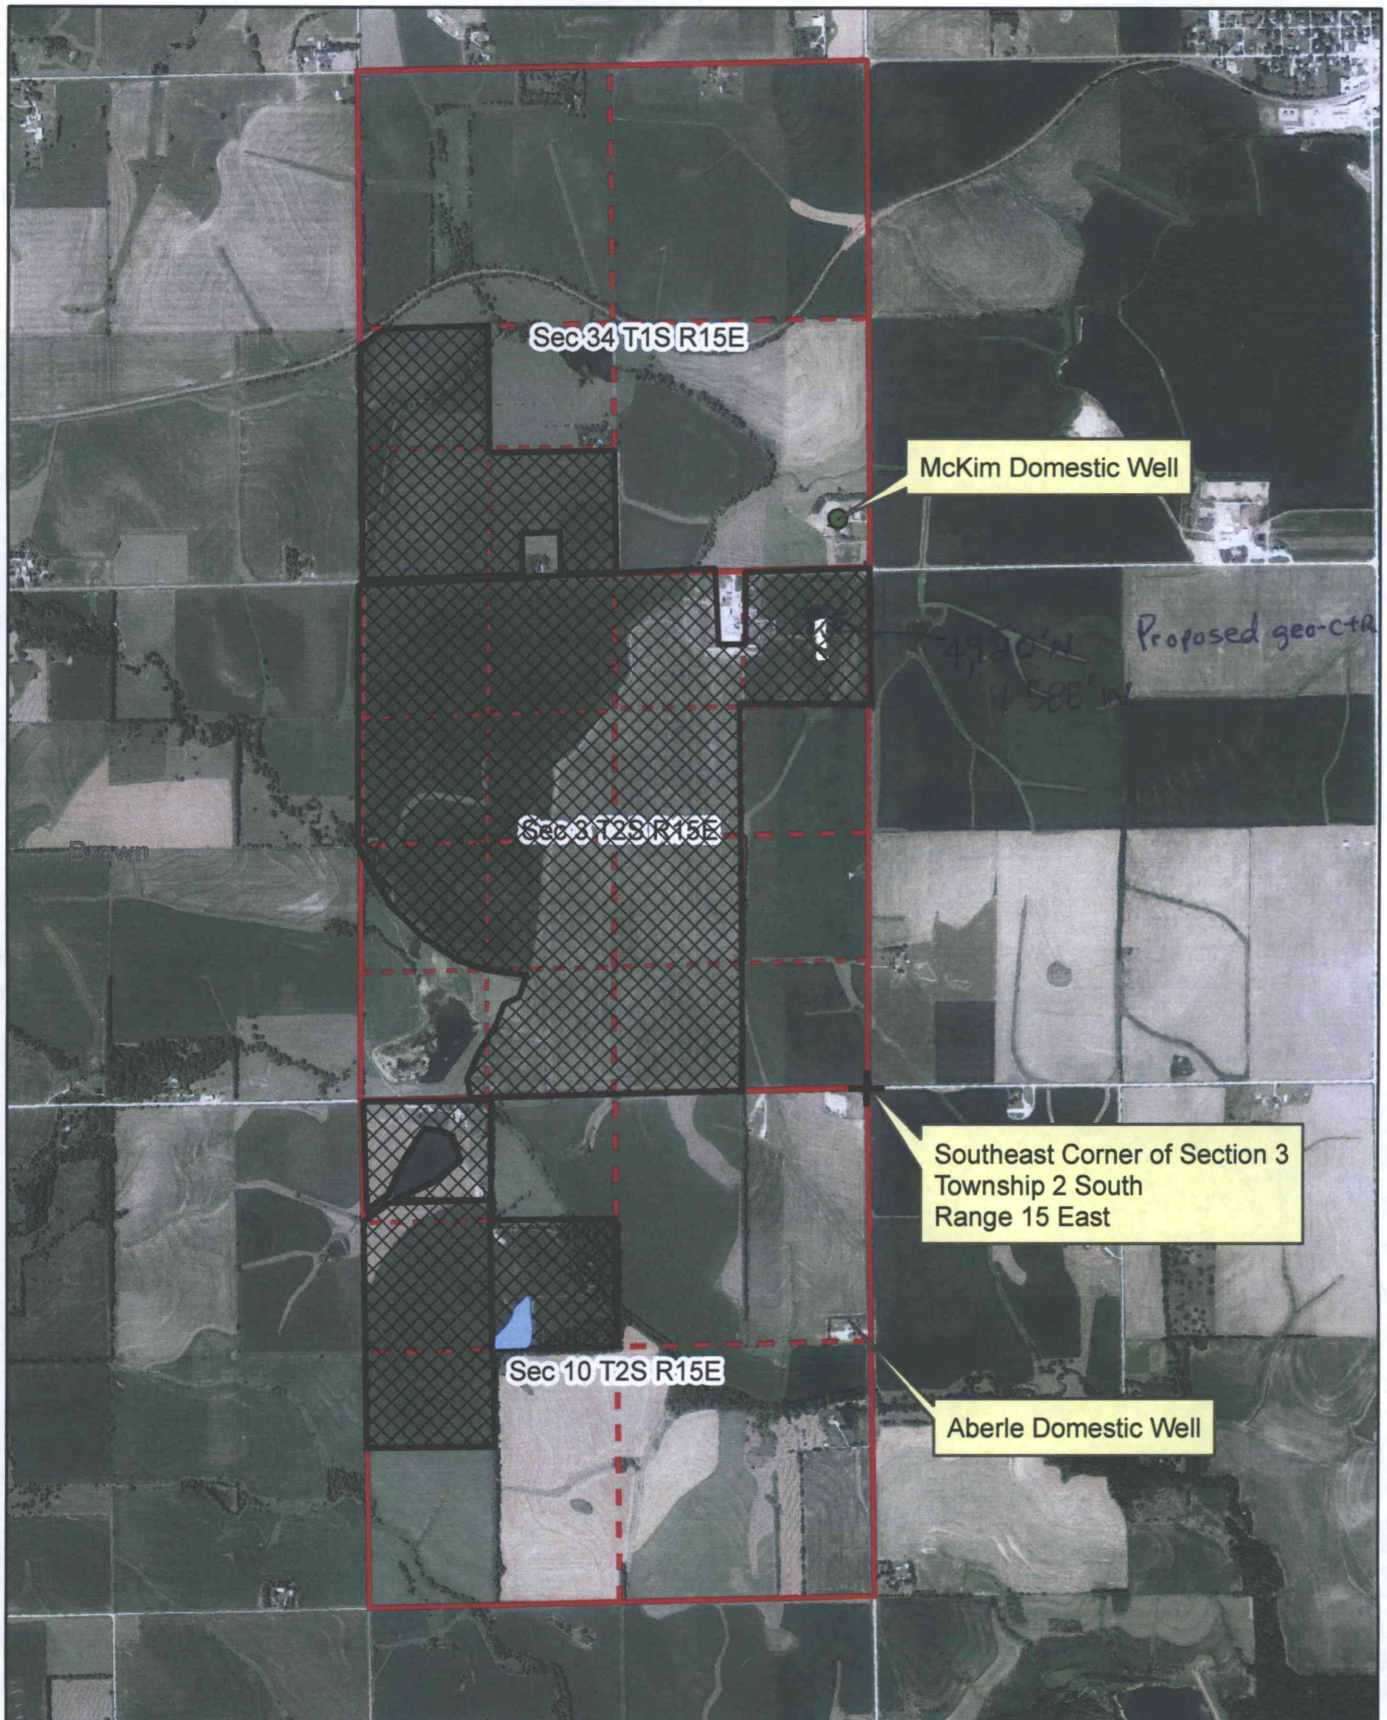 Sec 34 T1S R15E
McKim Domestic Well
Proposed geo-ctr
4,920'N
588'W
Sec 3 T2S R15E
Brown
Southeast Corner of Section 3
Township 2 South
Range 15 East
Sec 10 T2S R15E
Aberle Domestic Well